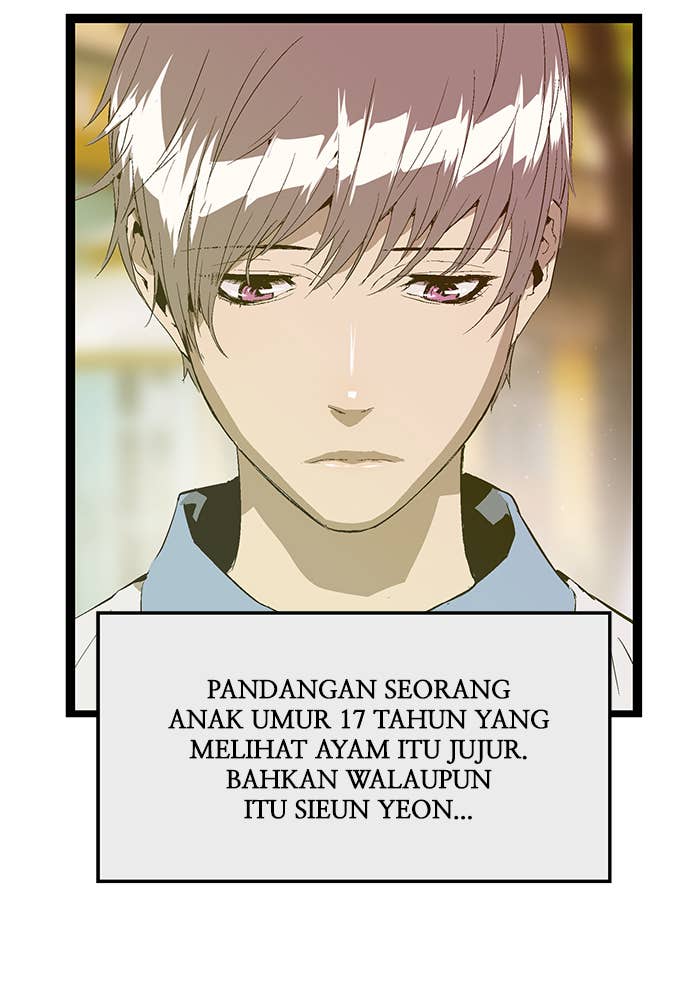 PANDANGAN SEORANG
ANAK UMUR 17 TAHUN YANG
MELIHAT AYAM ITU JUJUR.
BAHKAN WALAUPUN
ITU SIEUN YEON...